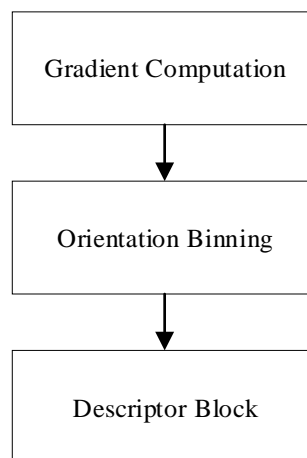 Gradient Computation
Orientation Binning
Descriptor Block